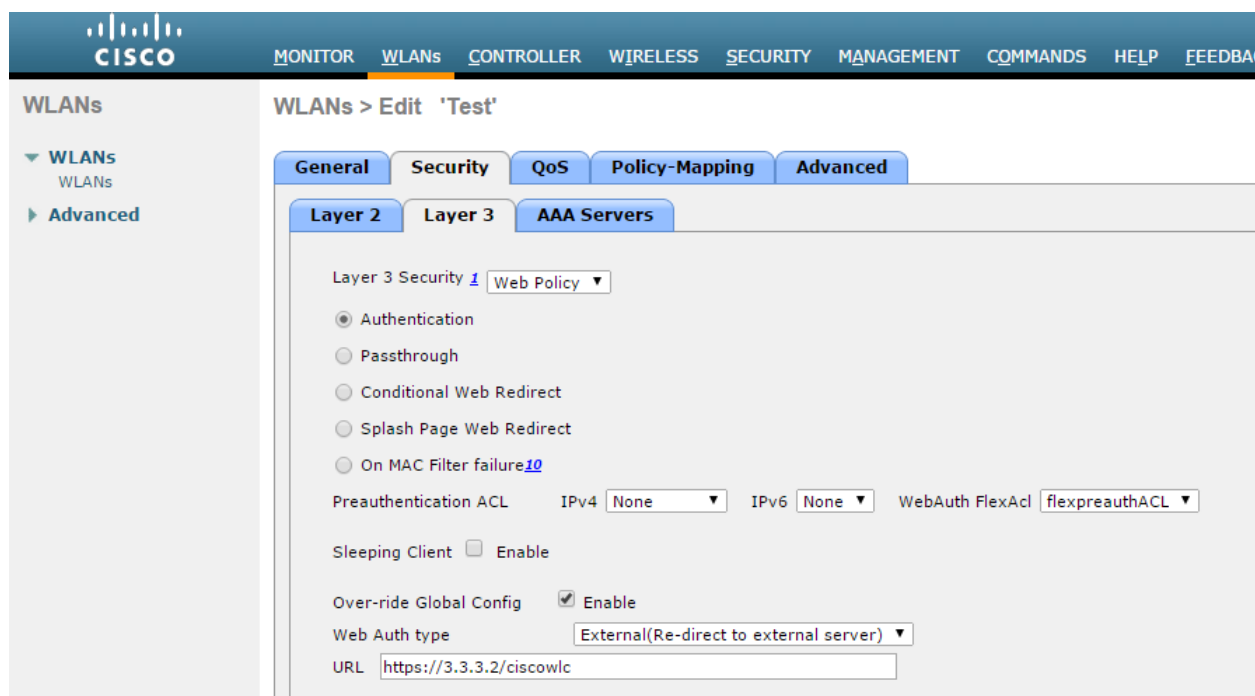 CISCO
MONITOR WLANs CONTROLLER WIRELESS SECURITY MANAGEMENT COMMANDS HELP FEEDBA
WLANs
WLANs > Edit 'Test'
WLANs
WLANs
Advanced
General Security QoS Policy-Mapping Advanced
Layer 2 Layer 3 AAA Servers
Layer 3 Security 1 Web Policy
Authentication
Passthrough
Conditional Web Redirect
Splash Page Web Redirect
On MAC Filter failure10
Preauthentication ACL IPv4 None IPv6 None WebAuth FlexAcl flexpreauthACL
Sleeping Client Enable
Over-ride Global Config Enable
Web Auth type External(Re-direct to external server)
URL https://3.3.3.2/ciscowlc